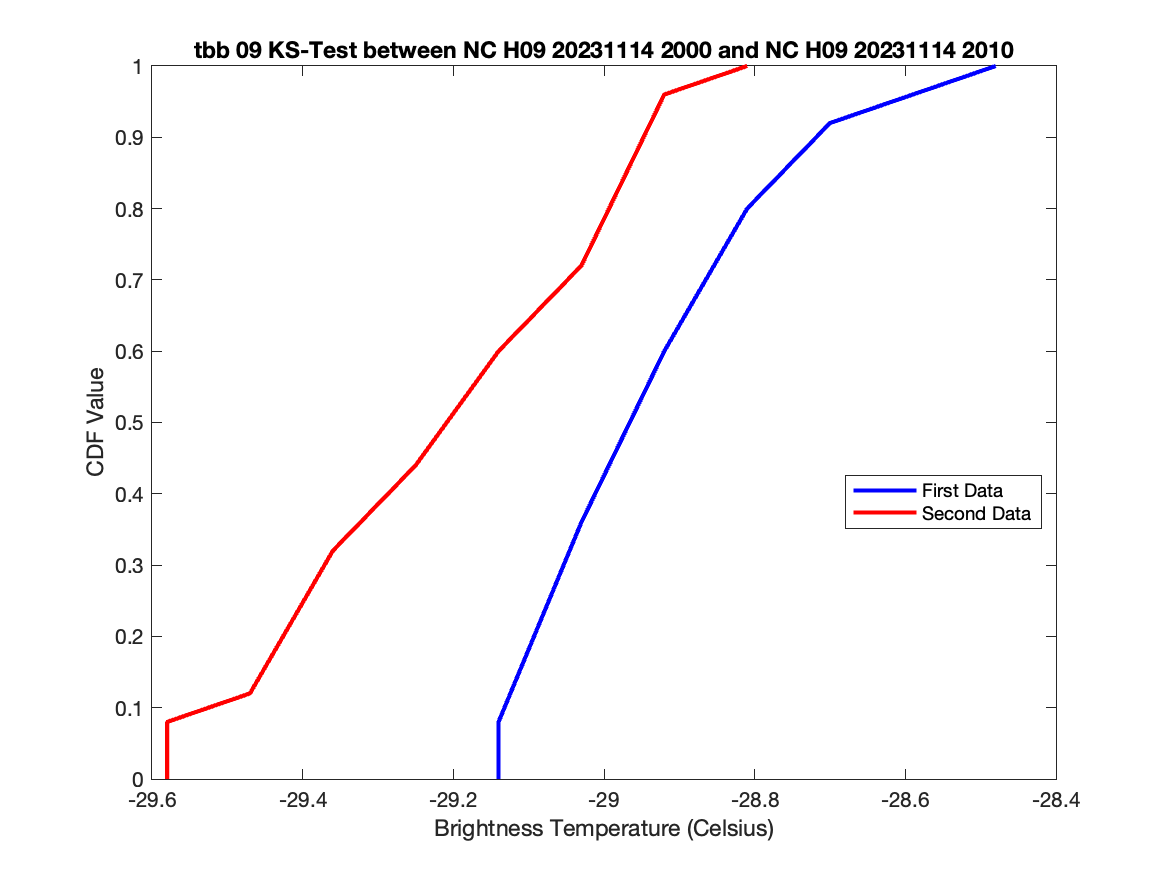 tbb 09 KS-Test between NC H09 20231114 2000 and NC H09 20231114 2010
1
0.9
0.8
0.7
0.6
0.5
0.4
0.3
0.2
0.1
0
CDF Value
First Data
Second Data
-29.6 -29.4 -29.2 -29 -28.8 -28.6 -28.4
Brightness Temperature (Celsius)